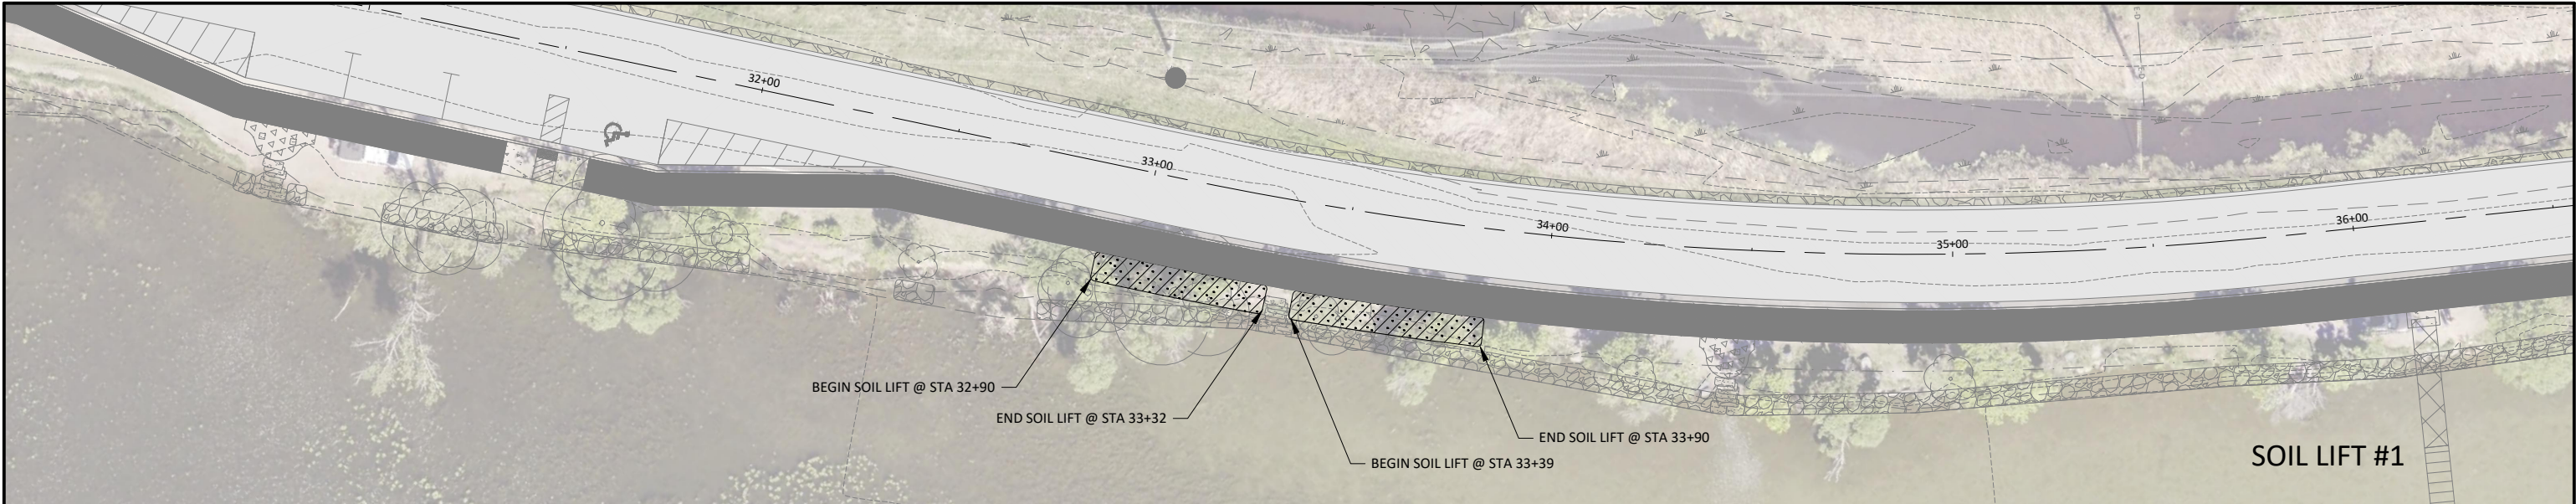 32+00
33+00
34+00
35+00
36+00
BEGIN SOIL LIFT @ STA 32+90
END SOIL LIFT @ STA 33+32
END SOIL LIFT @ STA 33+90
BEGIN SOIL LIFT @ STA 33+39
SOIL LIFT #1